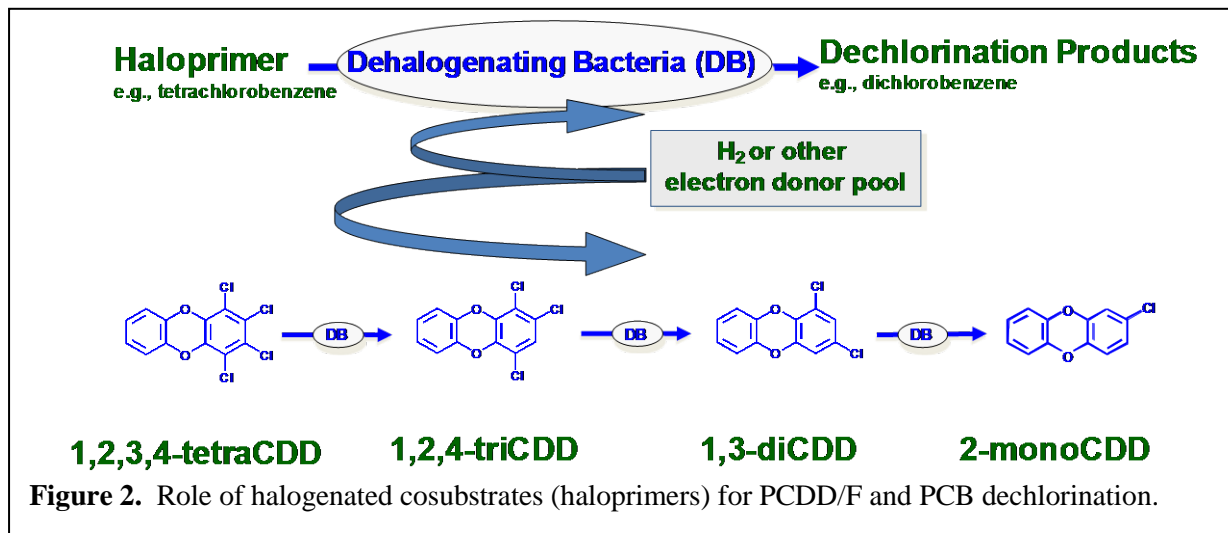 Haloprimer
e.g., tetrachlorobenzene
Dehalogenating Bacteria (DB)
Dechlorination Products
e.g., dichlorobenzene
H₂ or other
electron donor pool
Cl
Cl
Cl
Cl
O
O
DB
Cl
Cl
Cl
O
O
DB
Cl
Cl
O
O
DB
Cl
O
O
1,2,3,4-tetraCDD
1,2,4-triCDD
1,3-diCDD
2-monoCDD
Figure 2. Role of halogenated cosubstrates (haloprimers) for PCDD/F and PCB dechlorination.